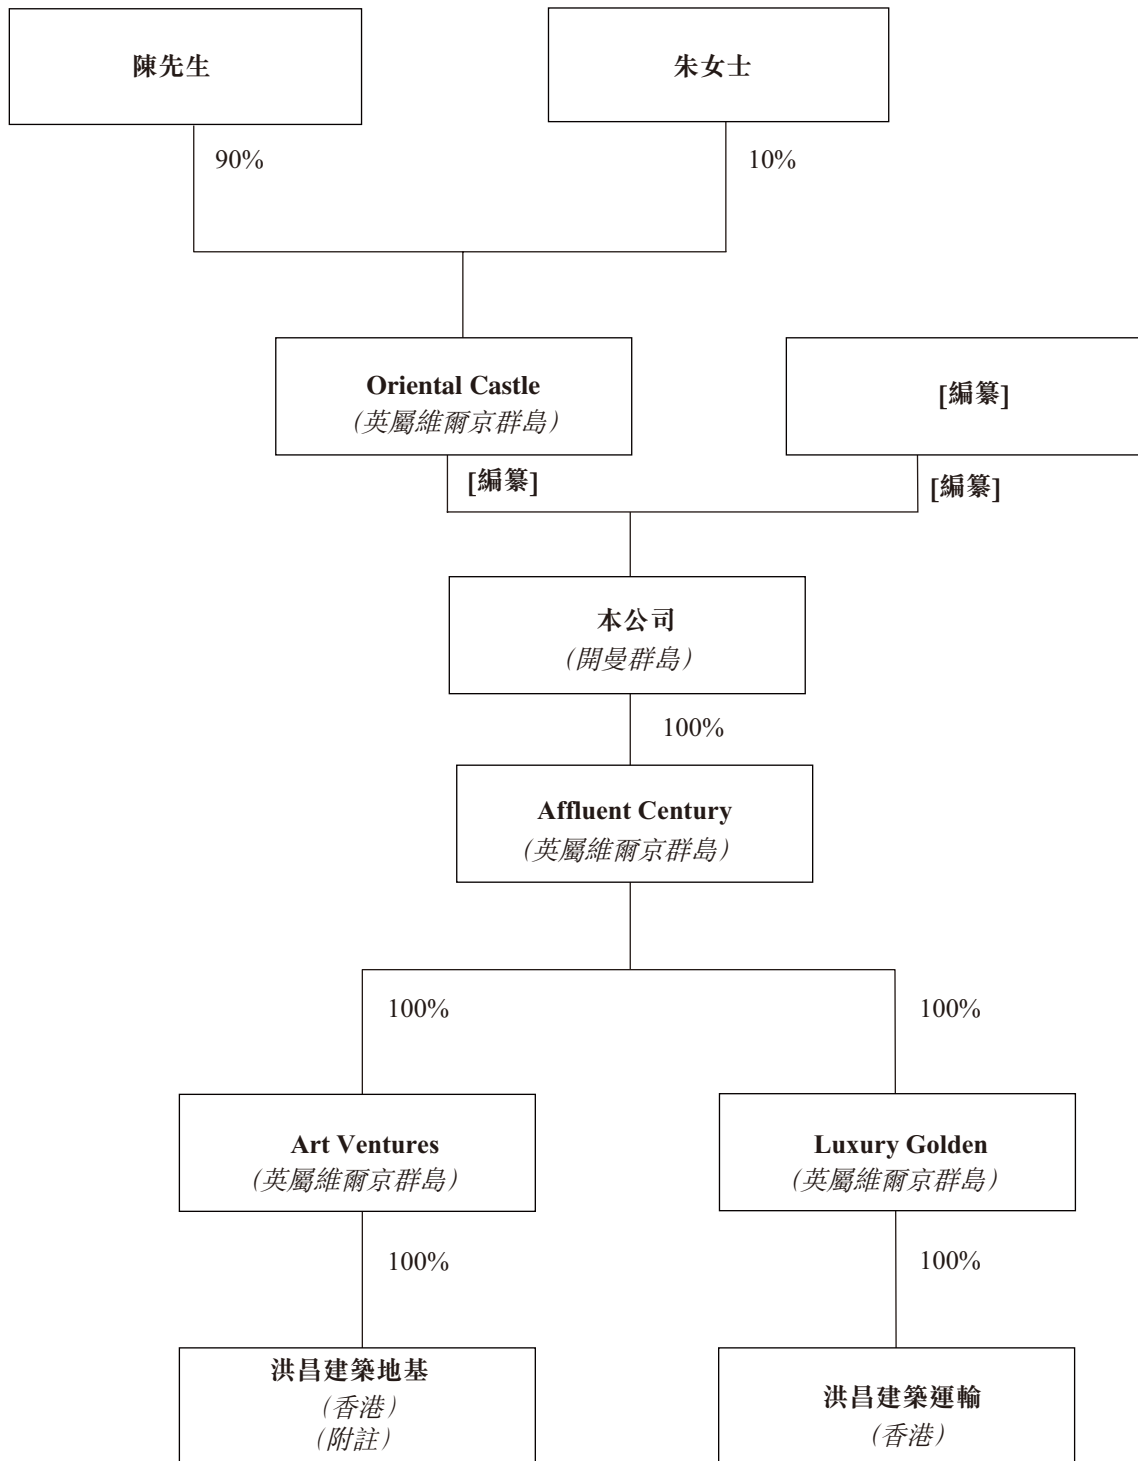 陳先生
朱女士
90%
10%
Oriental Castle
(英屬維爾京群島)
[編纂]
[編纂]
[編纂]
本公司
(開曼群島)
100%
Affluent Century
(英屬維爾京群島)
100%
100%
Art Ventures
(英屬維爾京群島)
Luxury Golden
(英屬維爾京群島)
100%
100%
洪昌建築地基
(香港)
(附註)
洪昌建築運輸
(香港)